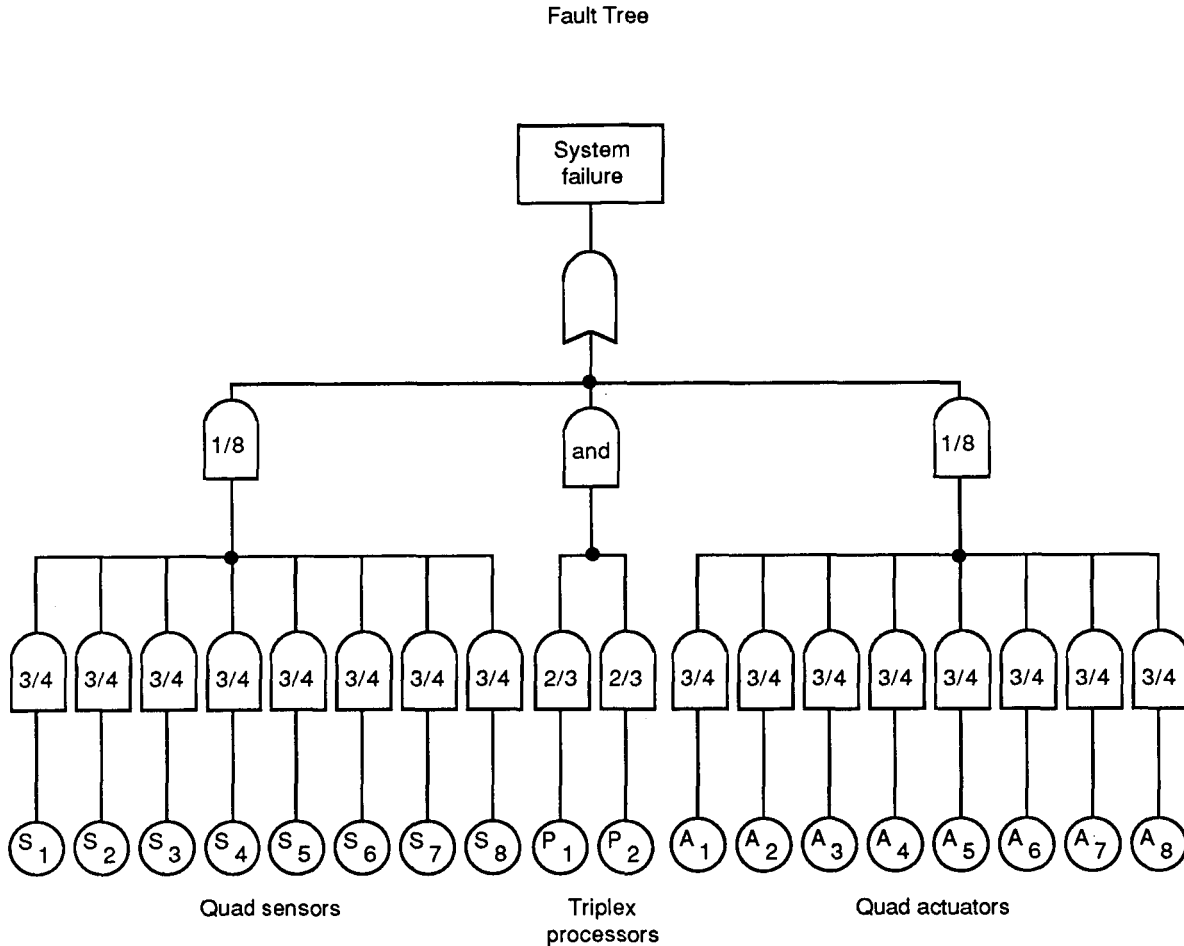 Fault Tree
System
failure
1/8
and
1/8
3/4 3/4 3/4 3/4 3/4 3/4 3/4 3/4 2/3 2/3 3/4 3/4 3/4 3/4 3/4 3/4 3/4 3/4
S1 S2 S3 S4 S5 S6 S7 S8 P1 P2 A1 A2 A3 A4 A5 A6 A7 A8
Quad sensors
Triplex
processors
Quad actuators